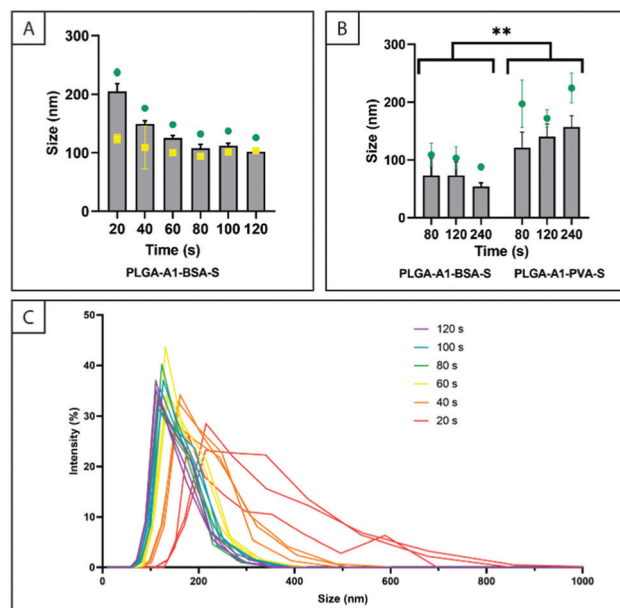 A
300
200
100
0
Size (nm)
20 40 60 80 100 120
Time (s)
PLGA-A1-BSA-S
B
**
300
200
100
0
Size (nm)
80 120 240 80 120 240
Time (s)
PLGA-A1-BSA-S PLGA-A1-PVA-S
C
50
40
30
20
10
0
Intensity (%)
120 s
100 s
80 s
60 s
40 s
20 s
0 200 400 600 800 1000
Size (nm)